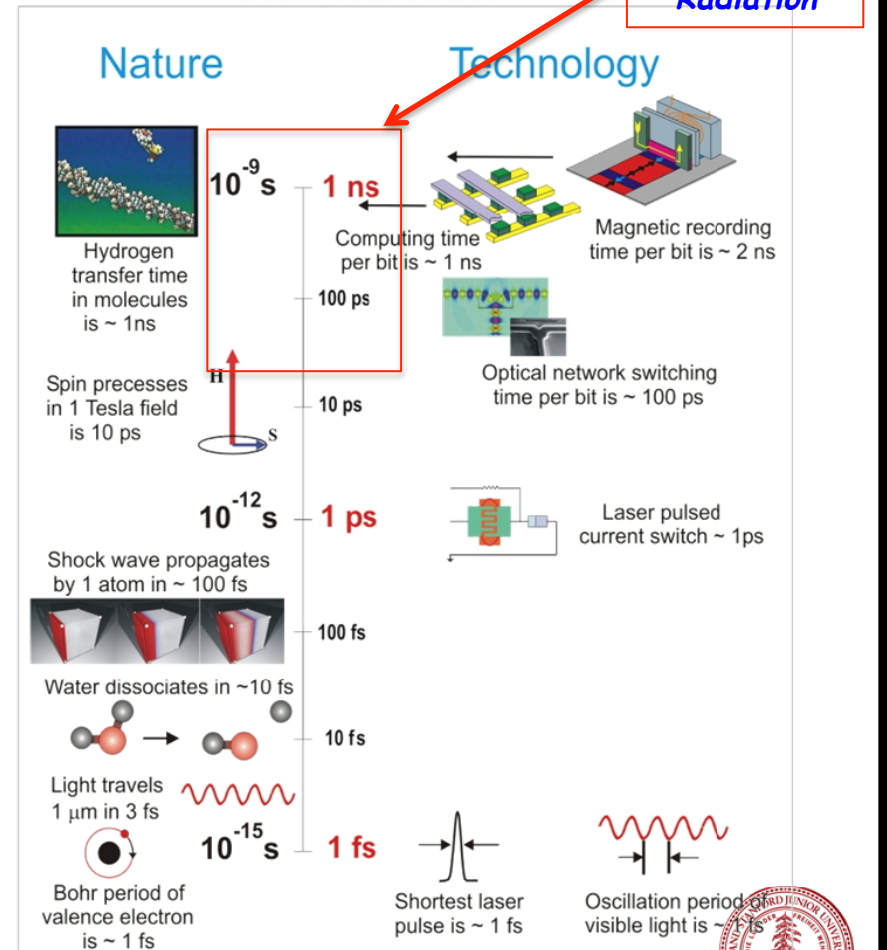 Radiation
Nature
Technology
10⁻⁹s
1 ns
Hydrogen
transfer time
in molecules
is ~ 1ns
Computing time
per bit is ~ 1 ns
Magnetic recording
time per bit is ~ 2 ns
100 ps
Optical network switching
time per bit is ~ 100 ps
Spin precesses
in 1 Tesla field
is 10 ps
H
S
10 ps
10⁻¹²s
1 ps
Laser pulsed
current switch ~ 1ps
Shock wave propagates
by 1 atom in ~ 100 fs
100 fs
Water dissociates in ~10 fs
10 fs
Light travels
1 μm in 3 fs
10⁻¹⁵s
1 fs
Bohr period of
valence electron
is ~ 1 fs
Shortest laser
pulse is ~ 1 fs
Oscillation period of
visible light is ~ 1 fs
JUNIOR